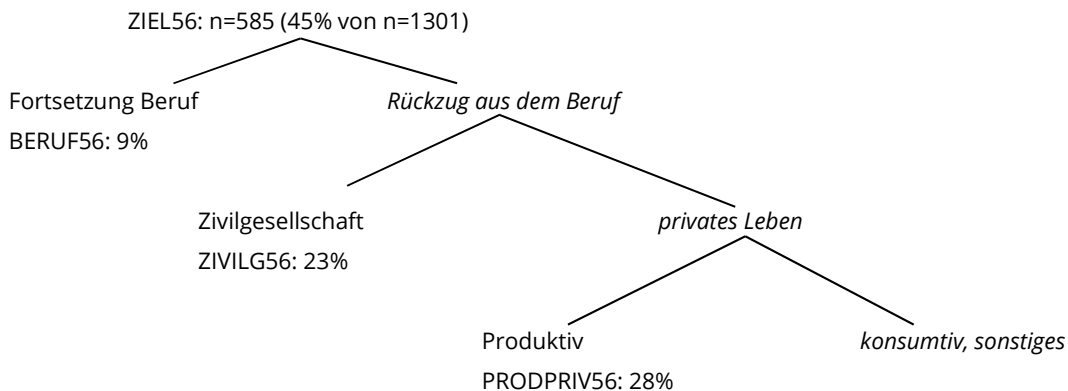 ZIEL56: n=585 (45% von n=1301)
Fortsetzung Beruf
Rückzug aus dem Beruf
BERUF56: 9%
Zivilgesellschaft
privates Leben
ZIVILG56: 23%
Produktiv
konsumtiv, sonstiges
PRODPRIV56: 28%